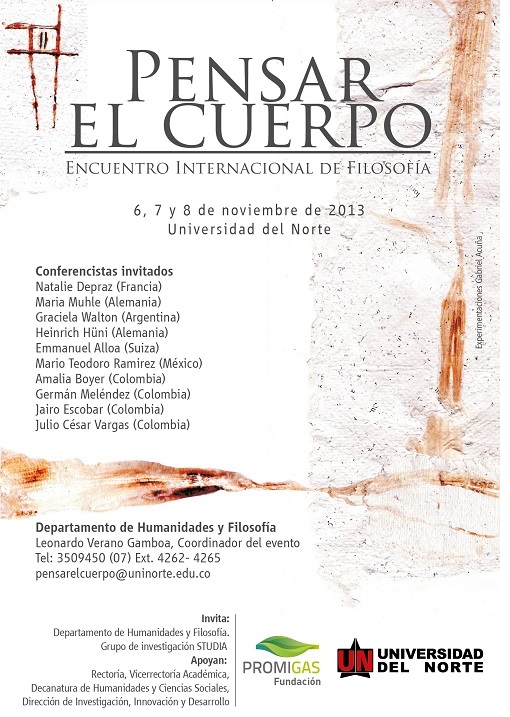 PENSAR
EL CUERPO
ENCUENTRO INTERNACIONAL DE FILOSOFÍA
6, 7 y 8 de noviembre de 2013
Universidad del Norte
Conferencistas invitados
Natalie Depraz (Francia)
Maria Muhle (Alemania)
Graciela Walton (Argentina)
Heinrich Hüni (Alemania)
Emmanuel Alloa (Suiza)
Mario Teodoro Ramirez (México)
Amalia Boyer (Colombia)
Germán Meléndez (Colombia)
Jairo Escobar (Colombia)
Julio César Vargas (Colombia)
* Experimentaciones Gabriel Acuña
Departamento de Humanidades y Filosofía
Leonardo Verano Gamboa, Coordinador del evento
Tel: 3509450 (07) Ext. 4262- 4265
pensarelcuerpo@uninorte.edu.co
Invita:
Departamento de Humanidades y Filosofía.
Grupo de investigación STUDIA
Apoyan:
Rectoría, Vicerrectoria Académica,
Decanatura de Humanidades y Ciencias Sociales,
Dirección de Investigación, Innovación y Desarrollo
PROMIGAS
Fundación
UN
UNIVERSIDAD
DEL NORTE